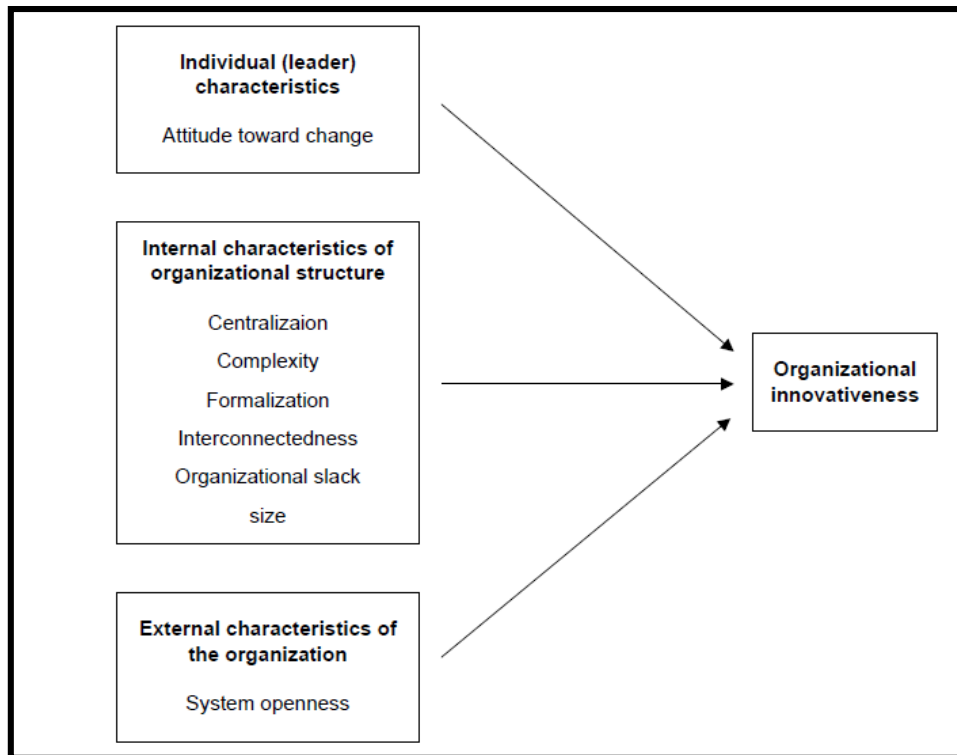 Individual (leader)
characteristics
Attitude toward change
Internal characteristics of
organizational structure
Centralizaion
Complexity
Formalization
Interconnectedness
Organizational slack
size
External characteristics of
the organization
System openness
Organizational
innovativeness